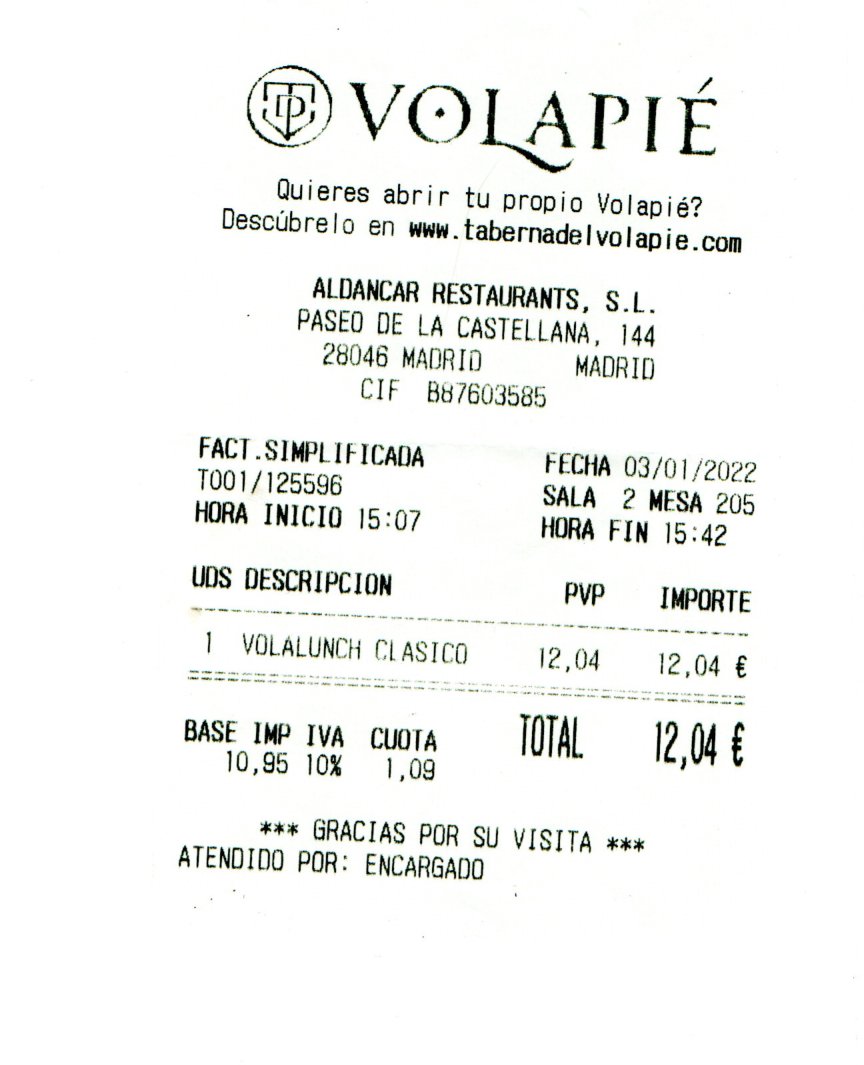 VOLAPIÉ
Quieres abrir tu propio Volapié?
Descúbrelo en www.tabernadelvolapie.com
ALDANCAR RESTAURANTS, S.L.
PASEO DE LA CASTELLANA, 144
28046 MADRID MADRID
CIF B87603585
FACT.SIMPLIFICADA FECHA 03/01/2022
T001/125596 SALA 2 MESA 205
HORA INICIO 15:07 HORA FIN 15:42
UDS DESCRIPCION PVP IMPORTE
1 VOLALUNCH CLASICO 12,04 12,04 €
BASE IMP IVA CUOTA TOTAL 12,04 €
10,95 10% 1,09
*** GRACIAS POR SU VISITA ***
ATENDIDO POR: ENCARGADO